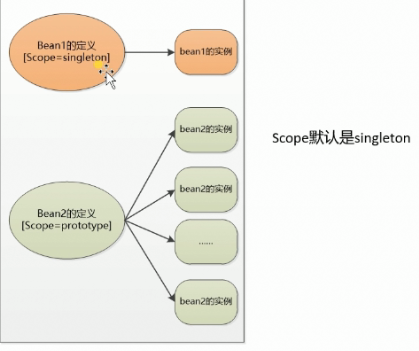 Bean1的定义
[Scope=singleton]
bean1的实例
bean2的实例
Scope默认是singleton
bean2的实例
Bean2的定义
[Scope=prototype]
......
bean2的实例